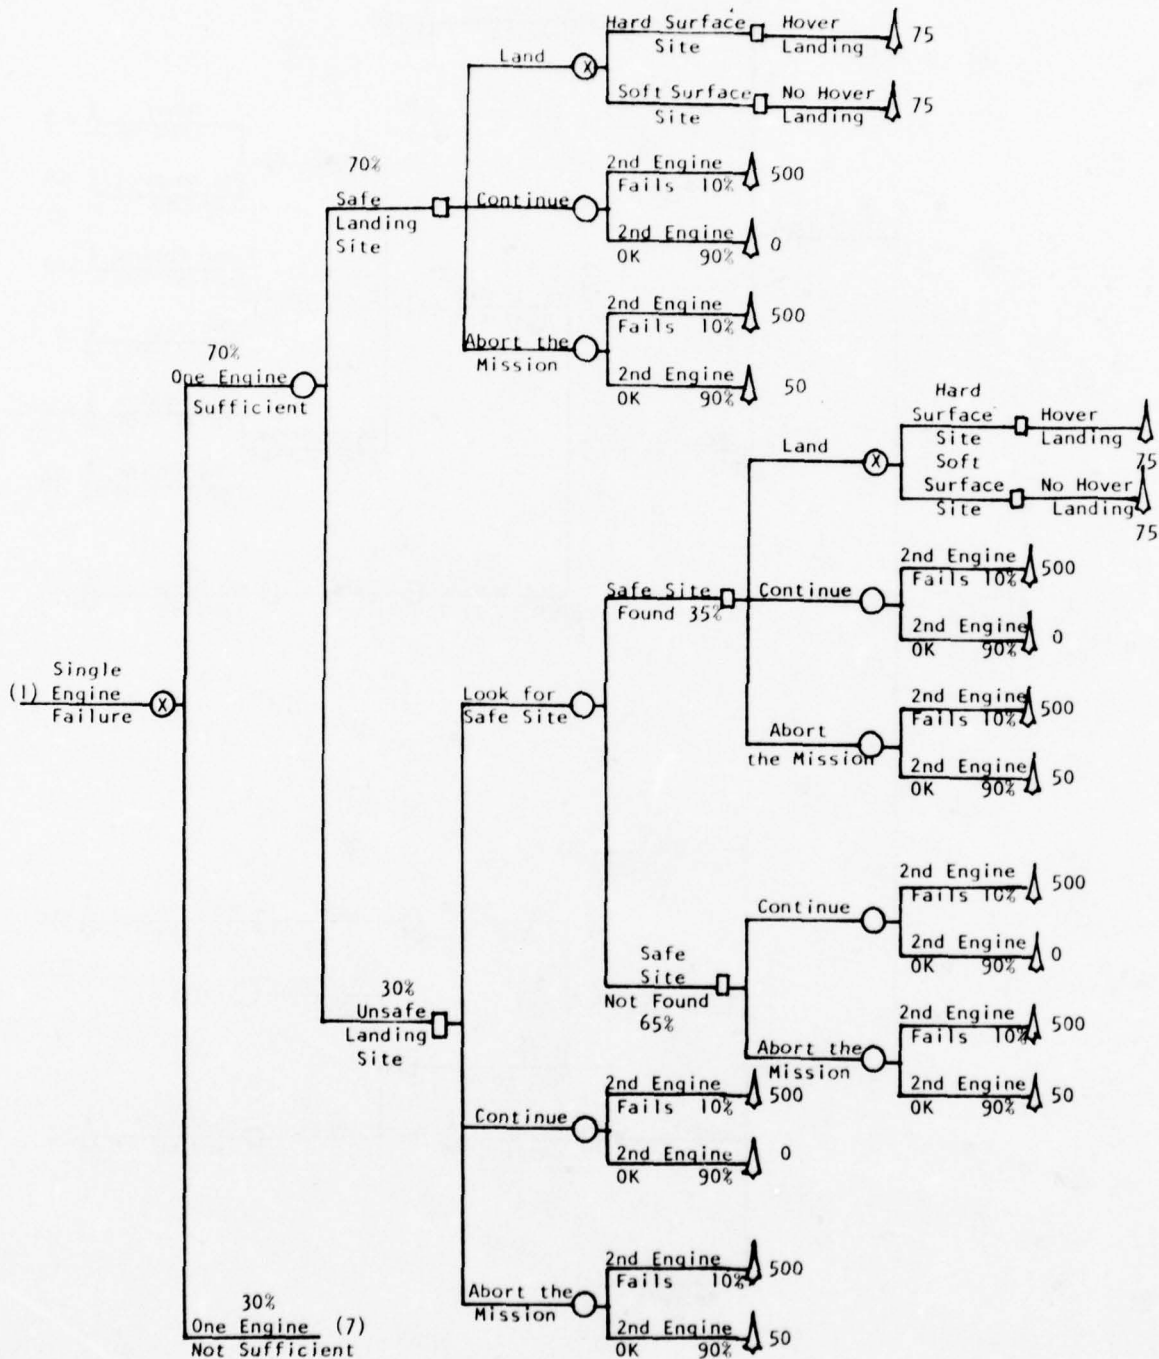 Hard Surface Hover
Site Landing 75
Land X
Soft Surface No Hover
Site Landing 75
70%
2nd Engine
Fails 10% 500
Safe Continue
Landing
Site
2nd Engine 0
OK 90%
2nd Engine 500
Fails 10%
Abort the
Mission
70%
One Engine
Sufficient
2nd Engine 50
OK 90%
Hard
Surface Hover
Site Landing
75
Land X
Soft
Surface No Hover
Site Landing
75
2nd Engine 500
Fails 10%
Safe Site Continue
Found 35%
2nd Engine 0
OK 90%
Single
(1) Engine X
Failure
Look for
Safe Site
2nd Engine 500
Fails 10%
Abort
the Mission
2nd Engine 50
OK 90%
2nd Engine 500
Fails 10%
Continue
2nd Engine 0
OK 90%
Safe
Site
Not Found
65%
30%
Unsafe
Landing
Site
2nd Engine 500
Fails 10%
Abort the
Mission
2nd Engine 50
OK 90%
2nd Engine 500
Fails 10%
Continue
2nd Engine 0
OK 90%
2nd Engine 500
Fails 10%
Abort the
Mission
2nd Engine 50
OK 90%
30%
One Engine (7)
Not Sufficient